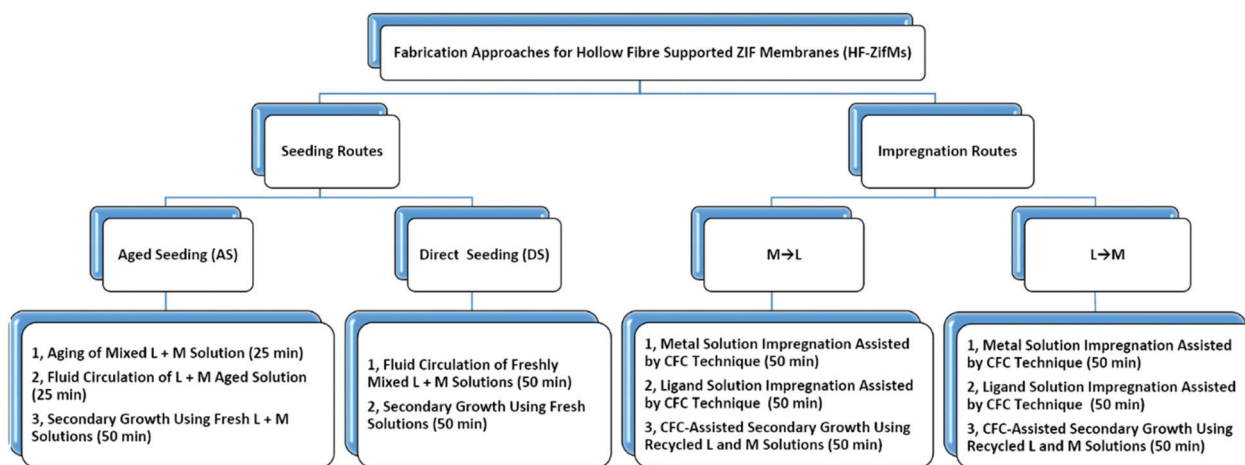 Fabrication Approaches for Hollow Fibre Supported ZIF Membranes (HF-ZifMs)
Seeding Routes
Impregnation Routes
Aged Seeding (AS)
Direct Seeding (DS)
M→L
L→M
1, Aging of Mixed L + M Solution (25 min)
2, Fluid Circulation of L + M Aged Solution
(25 min)
3, Secondary Growth Using Fresh L + M
Solutions (50 min)
1, Fluid Circulation of Freshly
Mixed L + M Solutions (50 min)
2, Secondary Growth Using Fresh
Solutions (50 min)
1, Metal Solution Impregnation Assisted
by CFC Technique (50 min)
2, Ligand Solution Impregnation Assisted
by CFC Technique (50 min)
3, CFC-Assisted Secondary Growth Using
Recycled L and M Solutions (50 min)
1, Metal Solution Impregnation Assisted
by CFC Technique (50 min)
2, Ligand Solution Impregnation Assisted
by CFC Technique (50 min)
3, CFC-Assisted Secondary Growth Using
Recycled L and M Solutions (50 min)